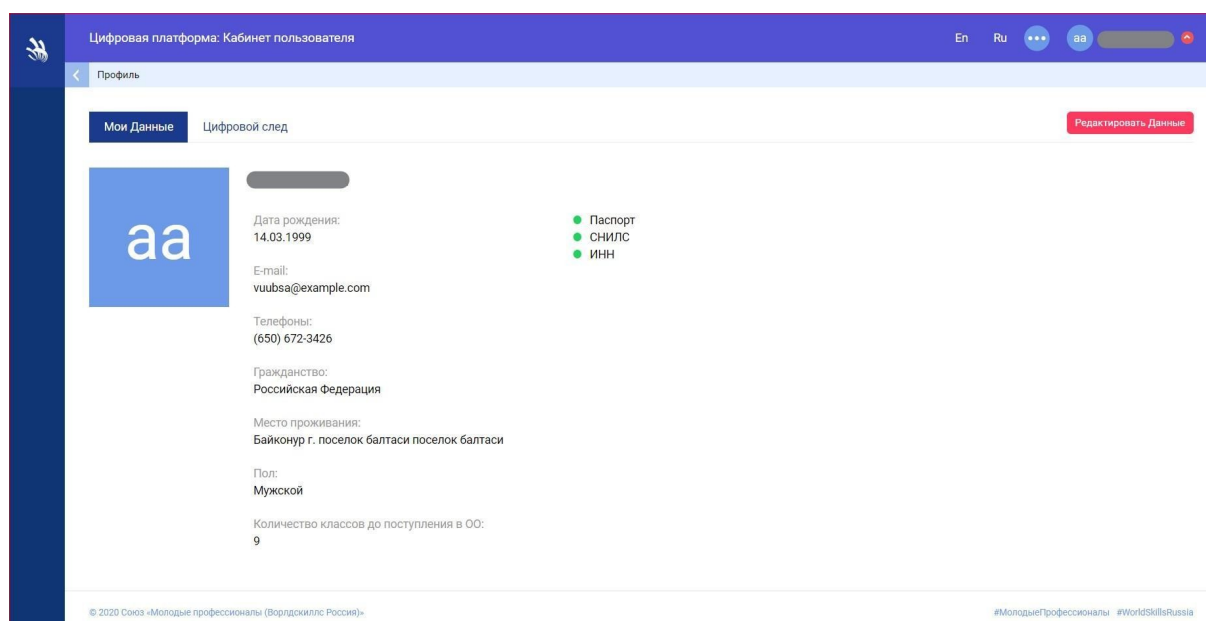 Цифровая платформа: Кабинет пользователя
En Ru aa
Профиль
Мои Данные Цифровой след Редактировать Данные
aa
Дата рождения:
14.03.1999
Паспорт
СНИЛС
ИНН
E-mail:
vuubsa@example.com
Телефоны:
(650) 672-3426
Гражданство:
Российская Федерация
Место проживания:
Байконур г. поселок балтаси поселок балтаси
Пол:
Мужской
Количество классов до поступления в ОО:
9
© 2020 Союз «Молодые профессионалы (Ворлдскиллс Россия)»
#МолодыеПрофессионалы #WorldSkillsRussia